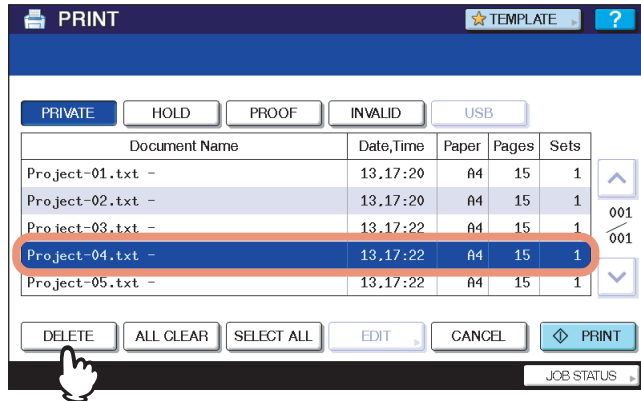 PRINT TEMPLATE ?
PRIVATE HOLD PROOF INVALID USB
Document Name Date,Time Paper Pages Sets
Project-01.txt - 13.17:20 A4 15 1
Project-02.txt - 13.17:20 A4 15 1
Project-03.txt - 13.17:22 A4 15 1
Project-04.txt - 13.17:22 A4 15 1
Project-05.txt - 13.17:22 A4 15 1
001
001
DELETE ALL CLEAR SELECT ALL EDIT CANCEL PRINT
JOB STATUS